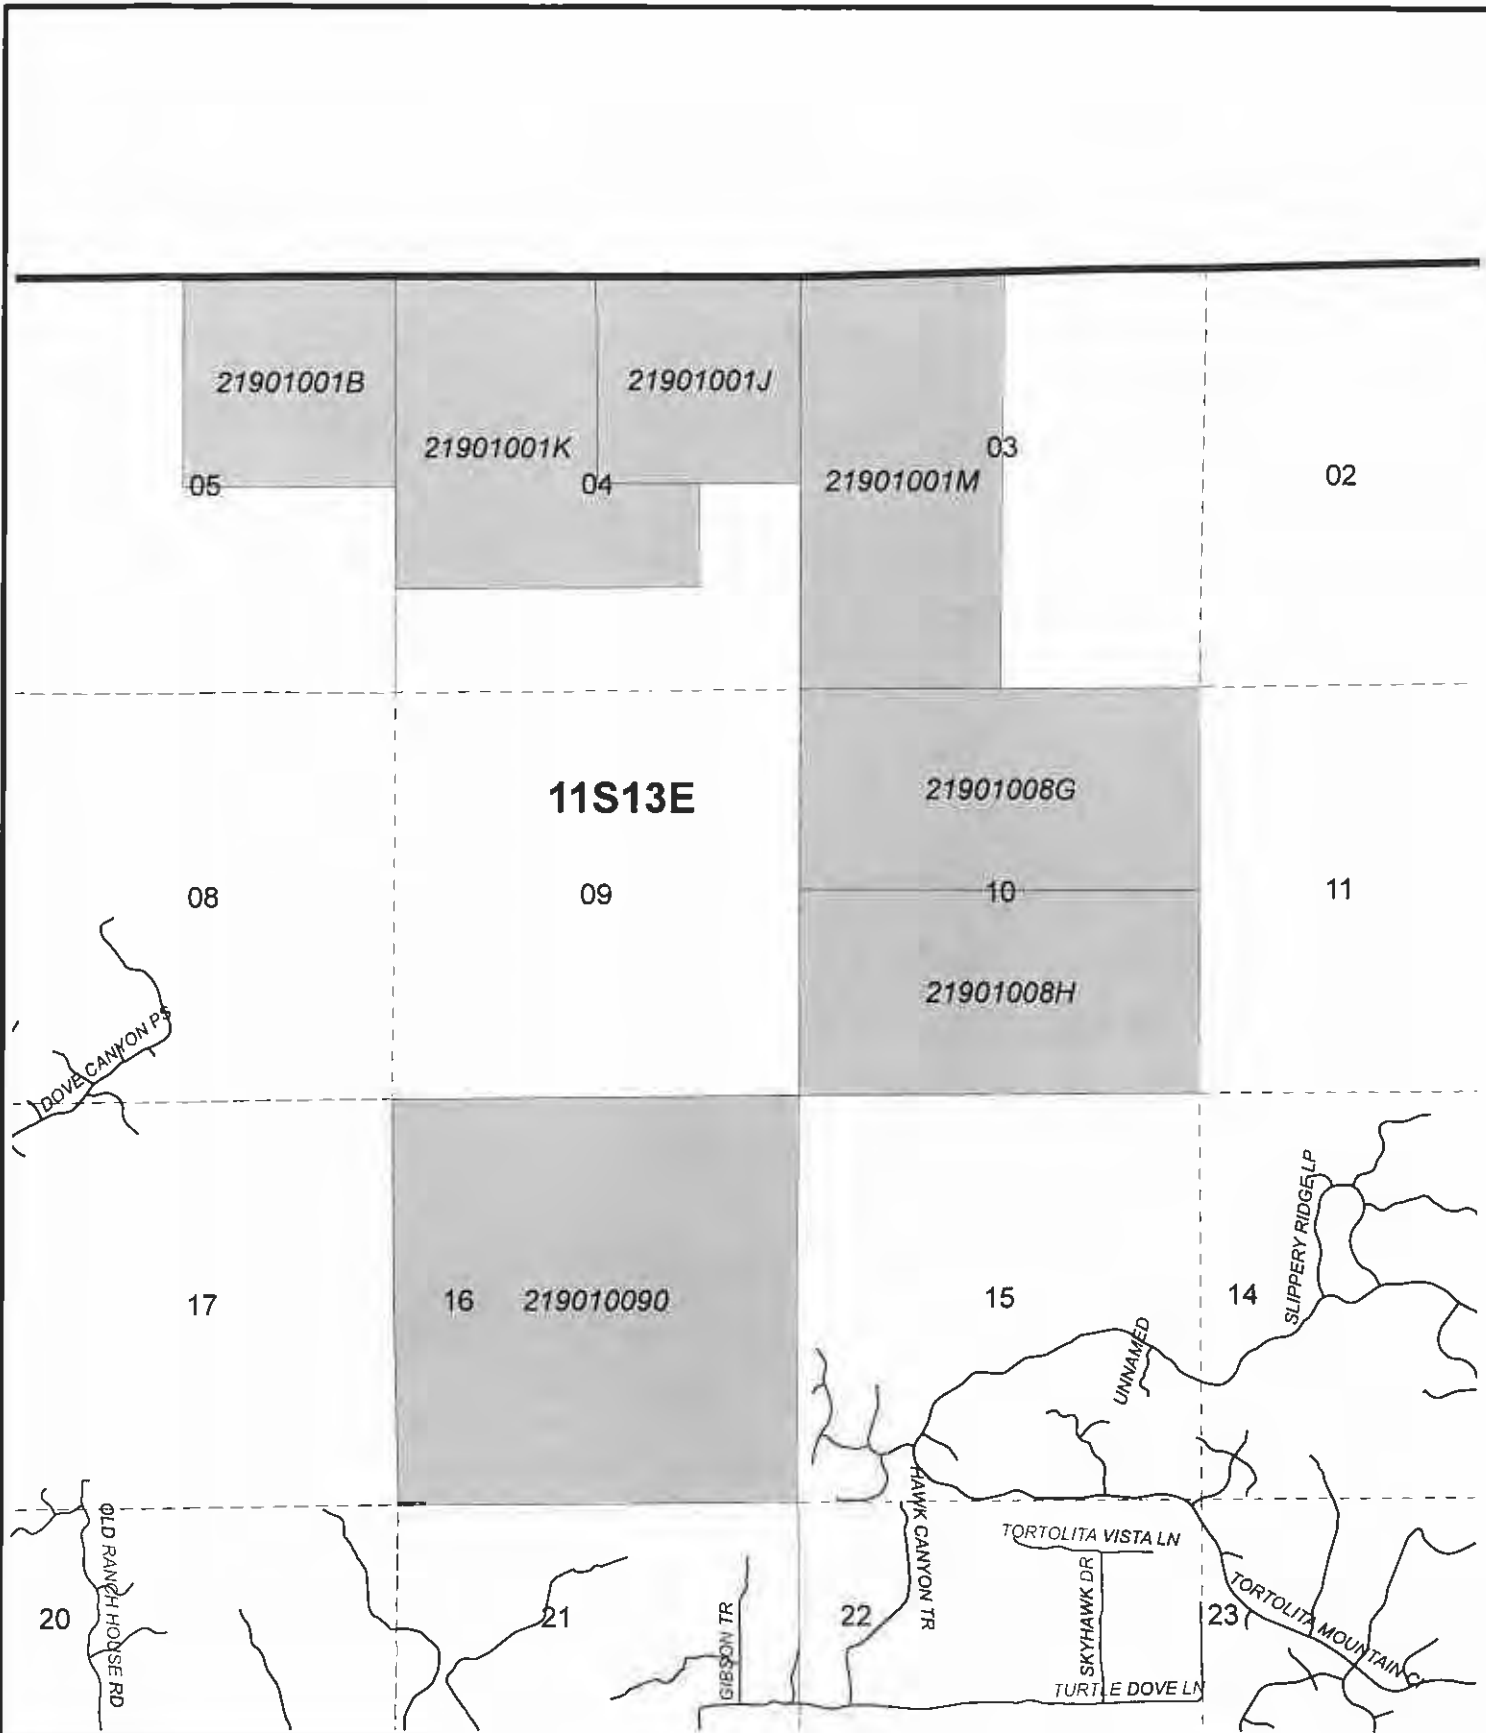 21901001B
21901001J
21901001K
03
21901001M
02
05
04
21901008G
11S13E
08
09
10
11
21901008H
DOVE CANYON PS
SLIPPERY RIDGE LP
17
16
219010090
15
14
UNNAMED
HAWK CANYON TR
OLD RANCH HOUSE RD
TORTOLITA VISTA LN
SKYHAWK DR
TORTOLITA MOUNTAIN CI
20
21
22
23
GIBSON TR
TURTLE DOVE LN